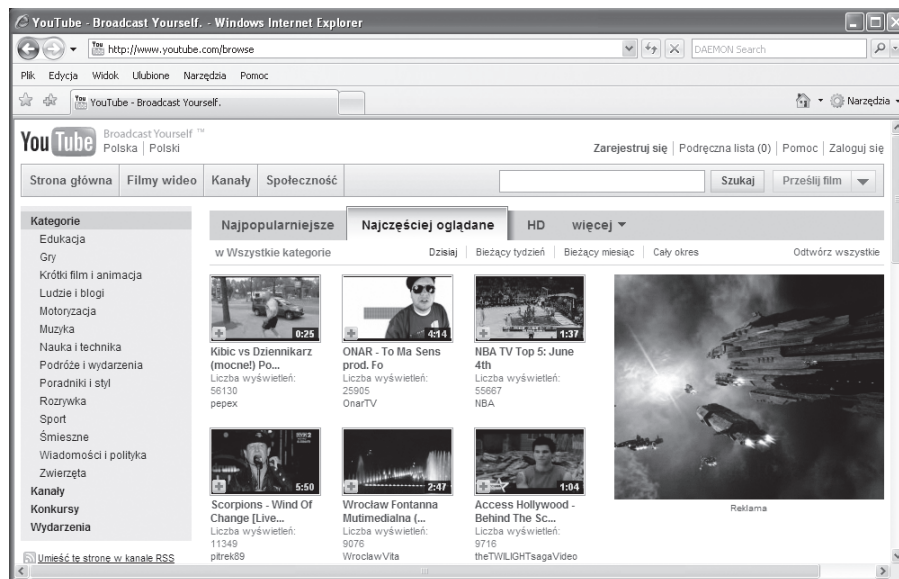 YouTube - Broadcast Yourself. - Windows Internet Explorer
http://www.youtube.com/browse
DAEMON Search
Plik Edycja Widok Ulubione Narzędzia Pomoc
YouTube - Broadcast Yourself.
Narzędzia
You Tube
Broadcast Yourself ™
Polska | Polski
Zarejestruj się | Podręczna lista (0) | Pomoc | Zaloguj się
Strona główna Filmy wideo Kanały Społeczność
Szukaj
Prześlij film
Kategorie
Edukacja
Gry
Krótki film i animacja
Ludzie i blogi
Motoryzacja
Muzyka
Nauka i technika
Podróże i wydarzenia
Poradniki i styl
Rozrywka
Sport
Śmieszne
Wiadomości i polityka
Zwierzęta
Kanały
Konkursy
Wydarzenia
Umieść tę stronę w kanale RSS
Najpopularniejsze Najczęściej oglądane HD więcej
w Wszystkie kategorie
Dzisiaj | Bieżący tydzień | Bieżący miesiąc | Cały okres
Odtwórz wszystkie
0:25
Kibic vs Dziennikarz
(mocne!) Po...
Liczba wyświetleń:
56130
pepex
4:14
ONAR - To Ma Sens
prod. Fo
Liczba wyświetleń:
25905
OnarTV
1:37
NBA TV Top 5: June
4th
Liczba wyświetleń:
55667
NBA
5:50
Scorpions - Wind Of
Change [Live...
Liczba wyświetleń:
11349
pitrek89
2:47
Wrocław Fontanna
Mutimedialna (...
Liczba wyświetleń:
9076
WroclawVita
1:04
Access Hollywood -
Behind The Sc...
Liczba wyświetleń:
9716
theTWILIGHTsagaVideo
Reklama